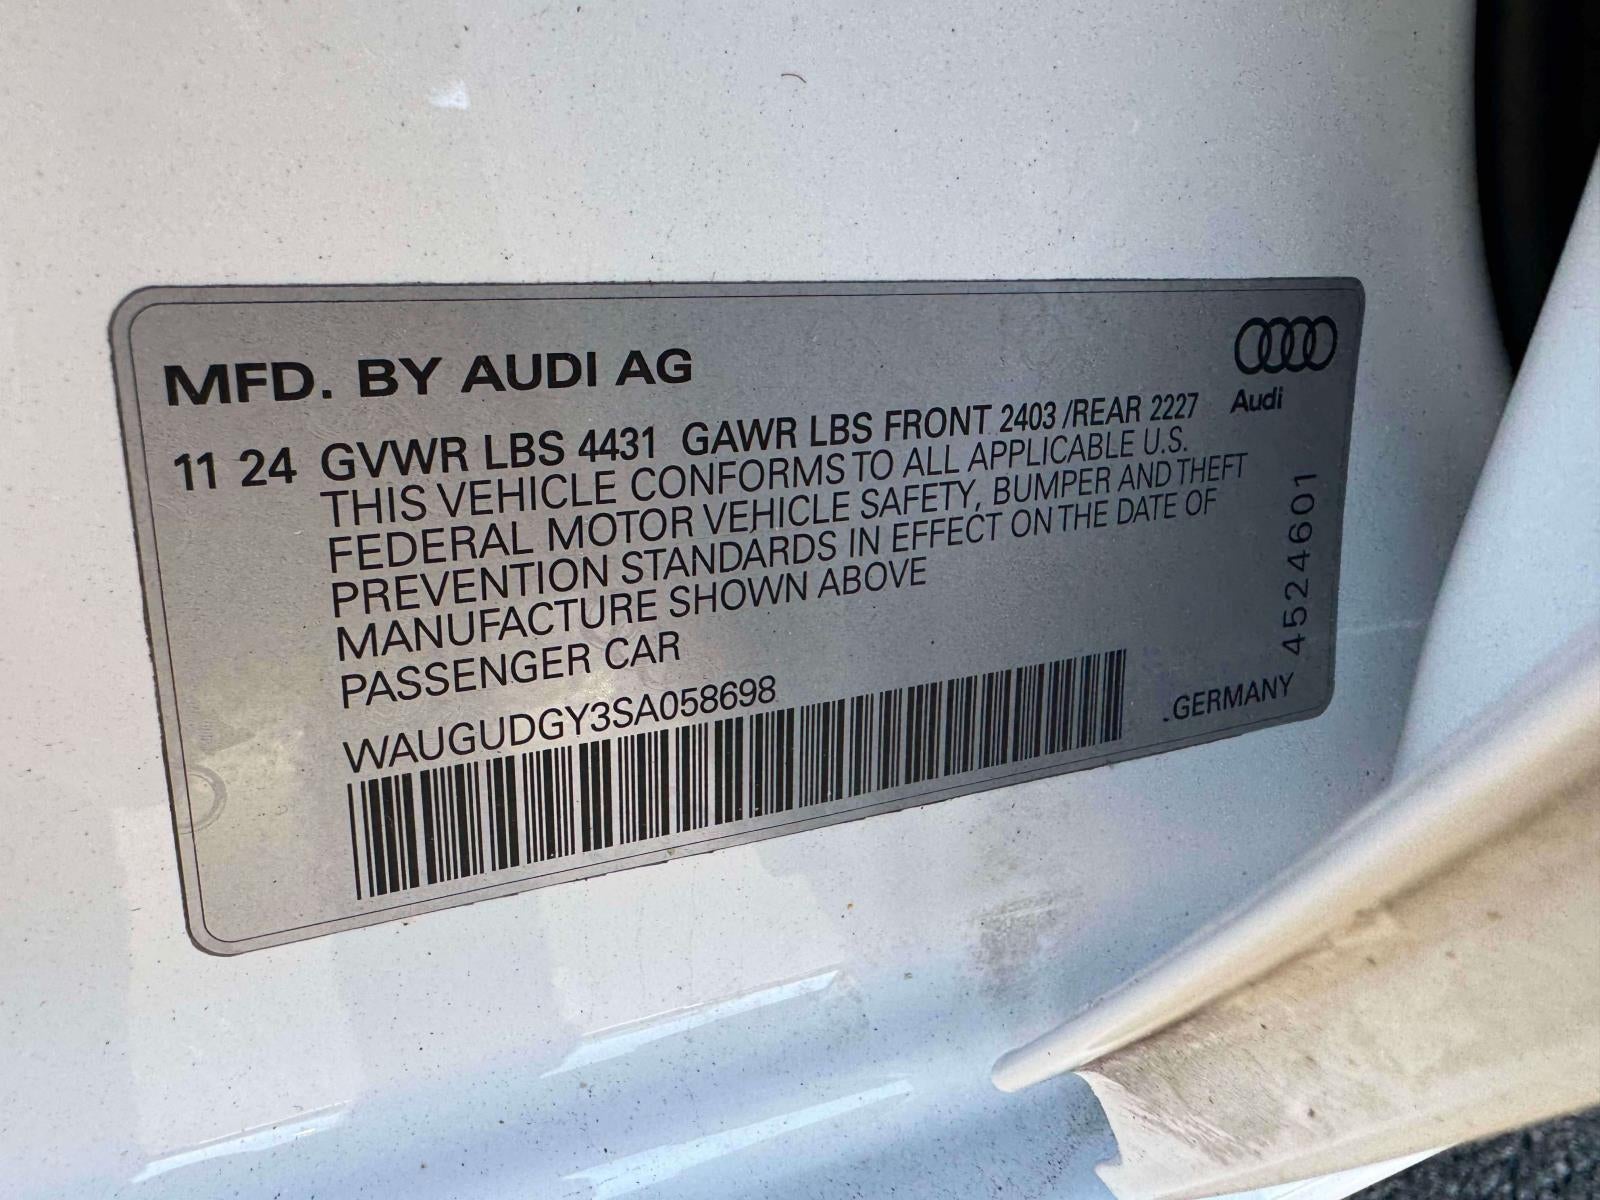 MFD. BY AUDI AG
Audi
11 24 GVWR LBS 4431 GAWR LBS FRONT 2403 /REAR 2227
THIS VEHICLE CONFORMS TO ALL APPLICABLE U.S.
FEDERAL MOTOR VEHICLE SAFETY, BUMPER AND THEFT
PREVENTION STANDARDS IN EFFECT ON THE DATE OF
MANUFACTURE SHOWN ABOVE
PASSENGER CAR
WAUGUDGY3SA058698
GERMANY
4524601